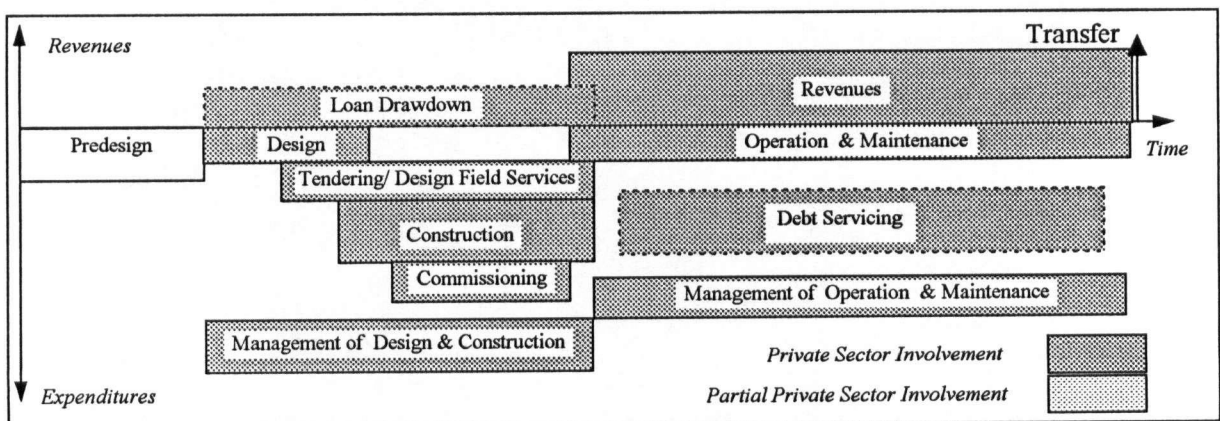 Revenues
Transfer
Loan Drawdown
Revenues
Predesign
Design
Operation & Maintenance
Time
Tendering/ Design Field Services
Construction
Debt Servicing
Commissioning
Management of Operation & Maintenance
Management of Design & Construction
Private Sector Involvement
Expenditures
Partial Private Sector Involvement